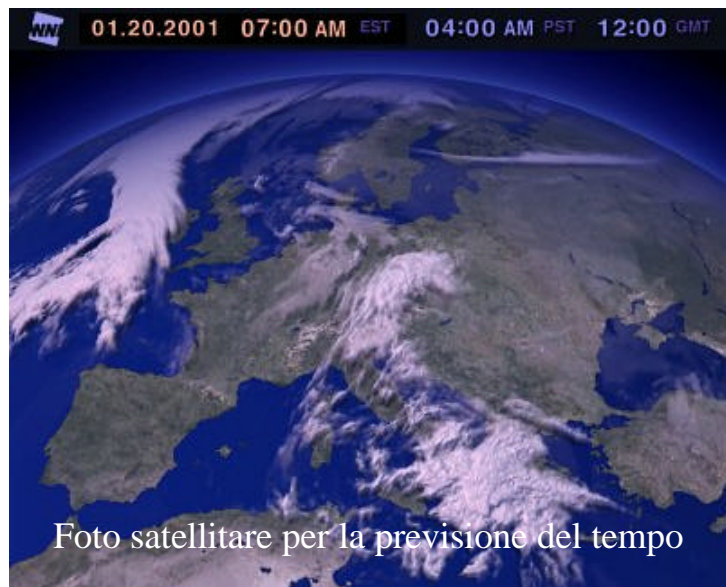 WNI 01.20.2001 07:00 AM EST 04:00 AM PST 12:00 GMT
Foto satellitare per la previsione del tempo